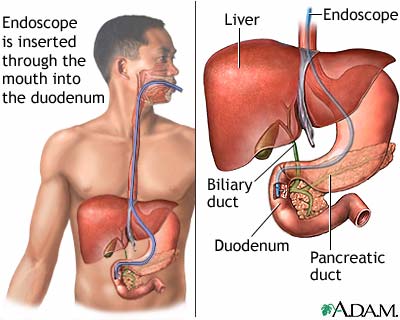 Endoscope
is inserted
through the
mouth into
the duodenum
Liver
Endoscope
Biliary
duct
Duodenum
Pancreatic
duct
A.D.A.M.